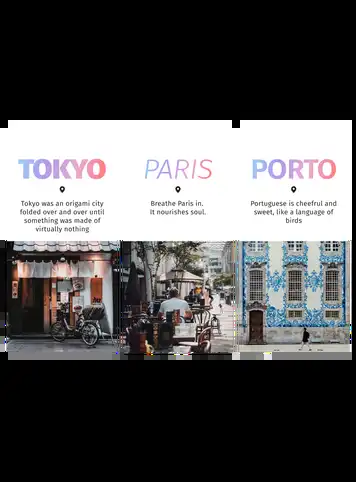 TOKYO
Tokyo was an origami city
folded over and over until
something was made of
virtually nothing
PARIS
Breathe Paris in.
It nourishes soul.
PORTO
Portuguese is cheefrul and
sweet, like a language of
birds